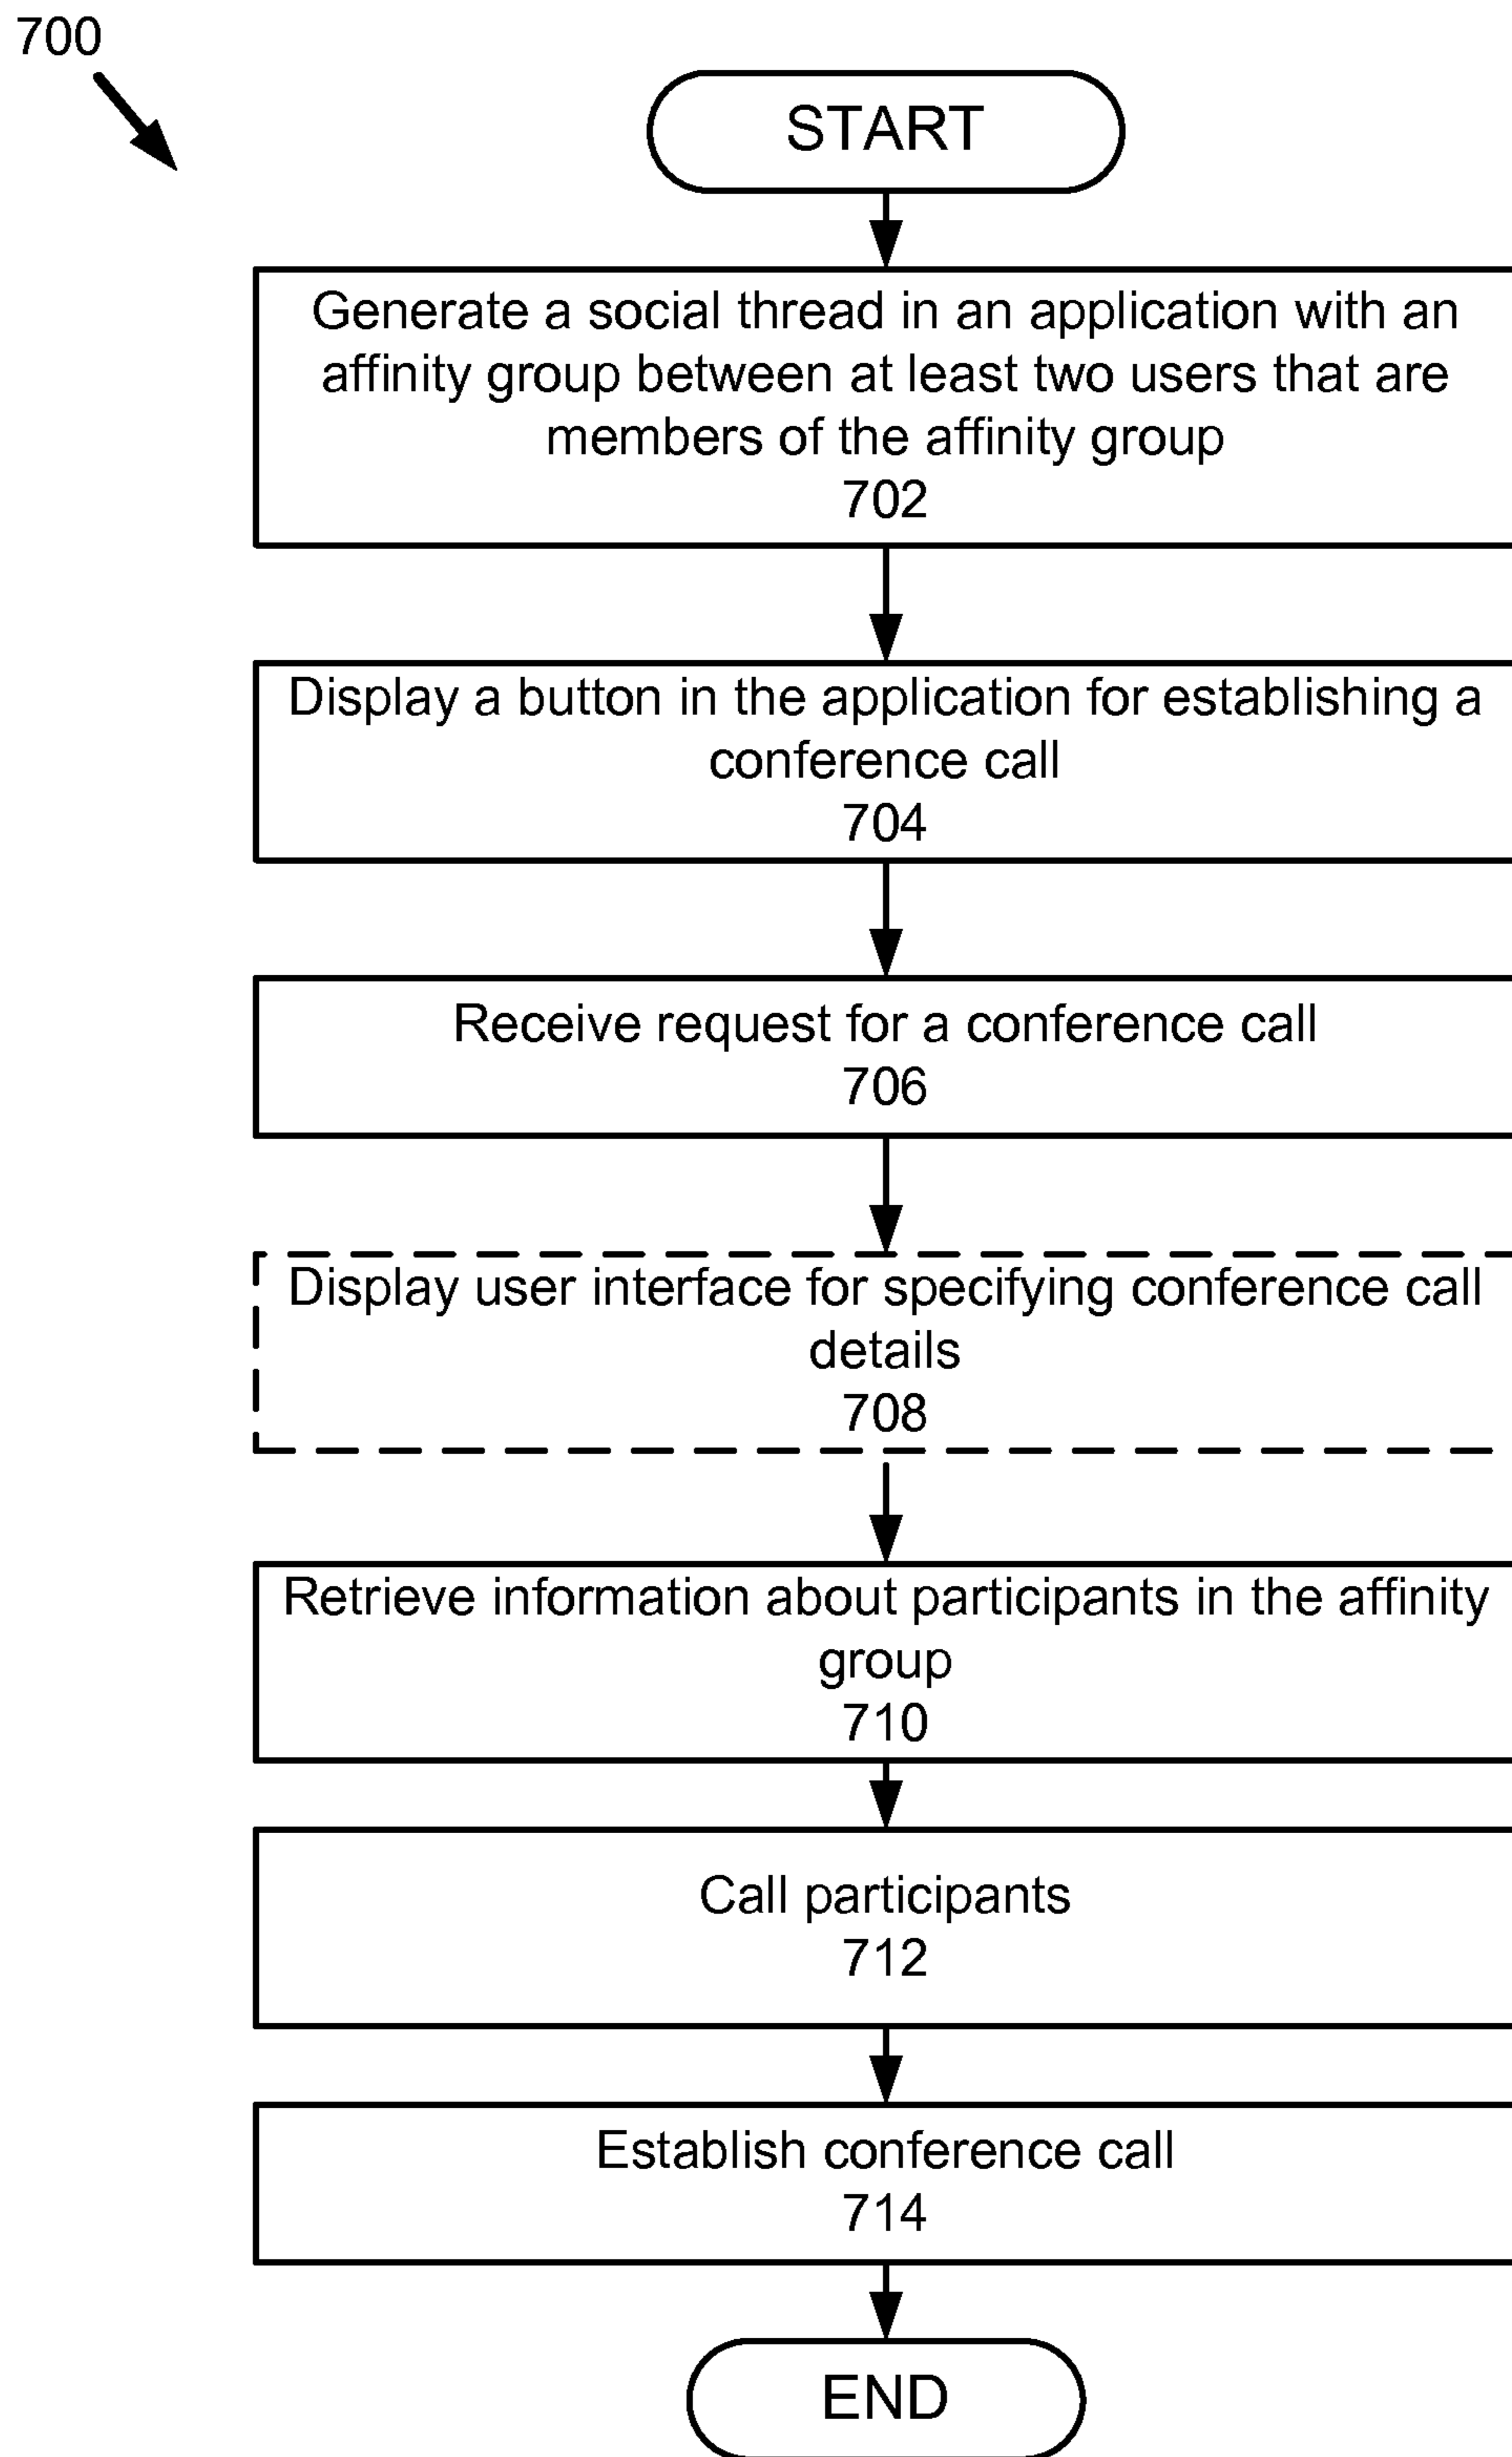 700
START
Generate a social thread in an application with an
affinity group between at least two users that are
members of the affinity group
702
Display a button in the application for establishing a
conference call
704
Receive request for a conference call
706
Display user interface for specifying conference call
details
708
Retrieve information about participants in the affinity
group
710
Call participants
712
Establish conference call
714
END